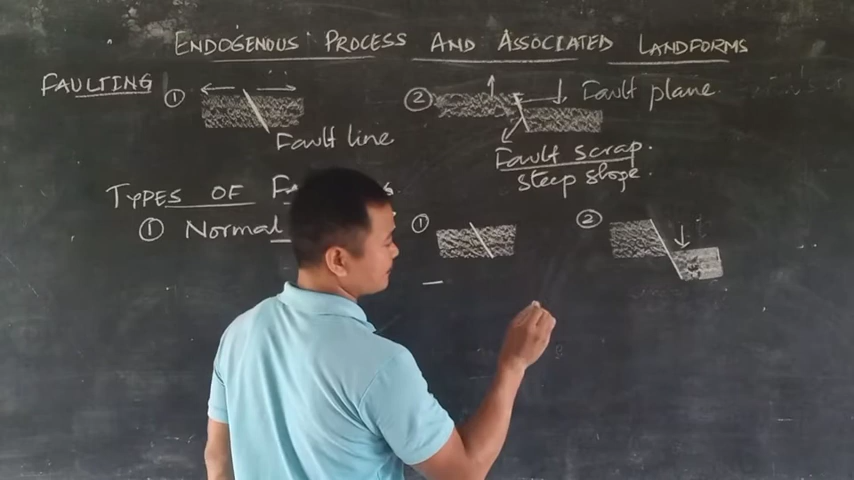 ENDOGENOUS PROCESS AND ASSOCIATED LANDFORMS
FAULTING ① ② Fault plane.
Fault line
Fault scrap.
steep slope.
TYPES OF
① Normal ① ②